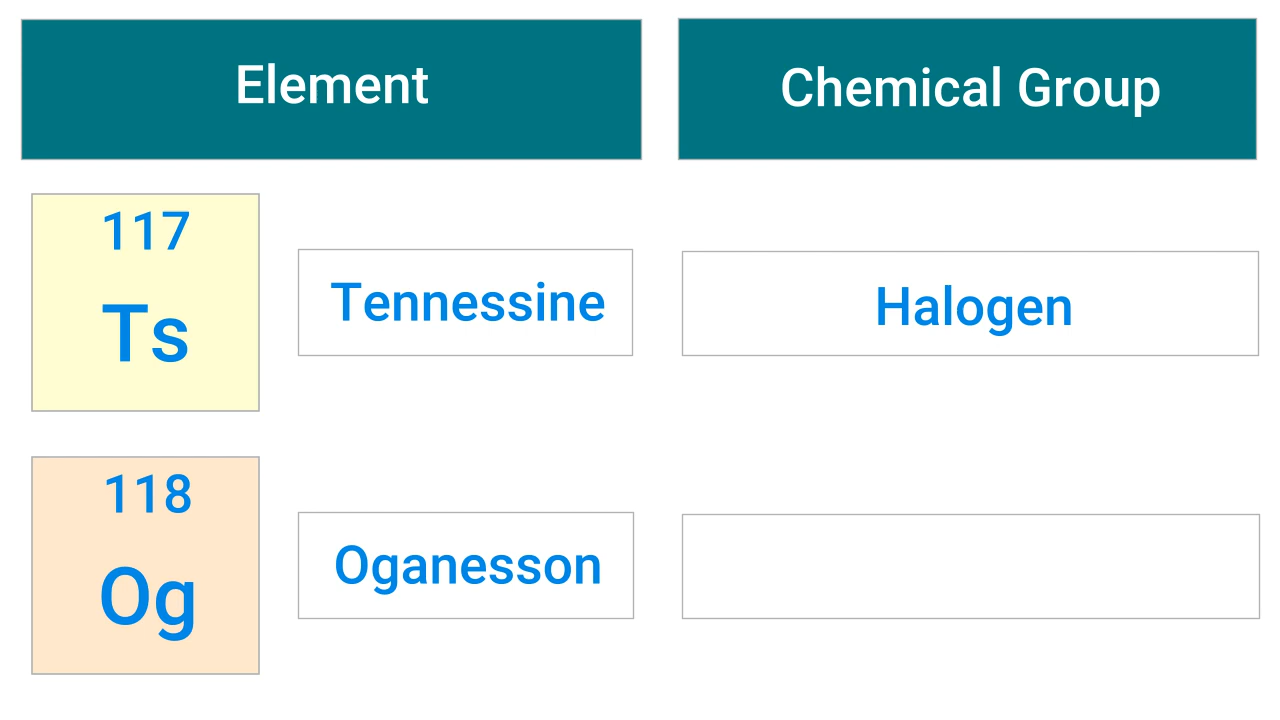 Element
Chemical Group
117
Ts
Tennessine
Halogen
118
Og
Oganesson